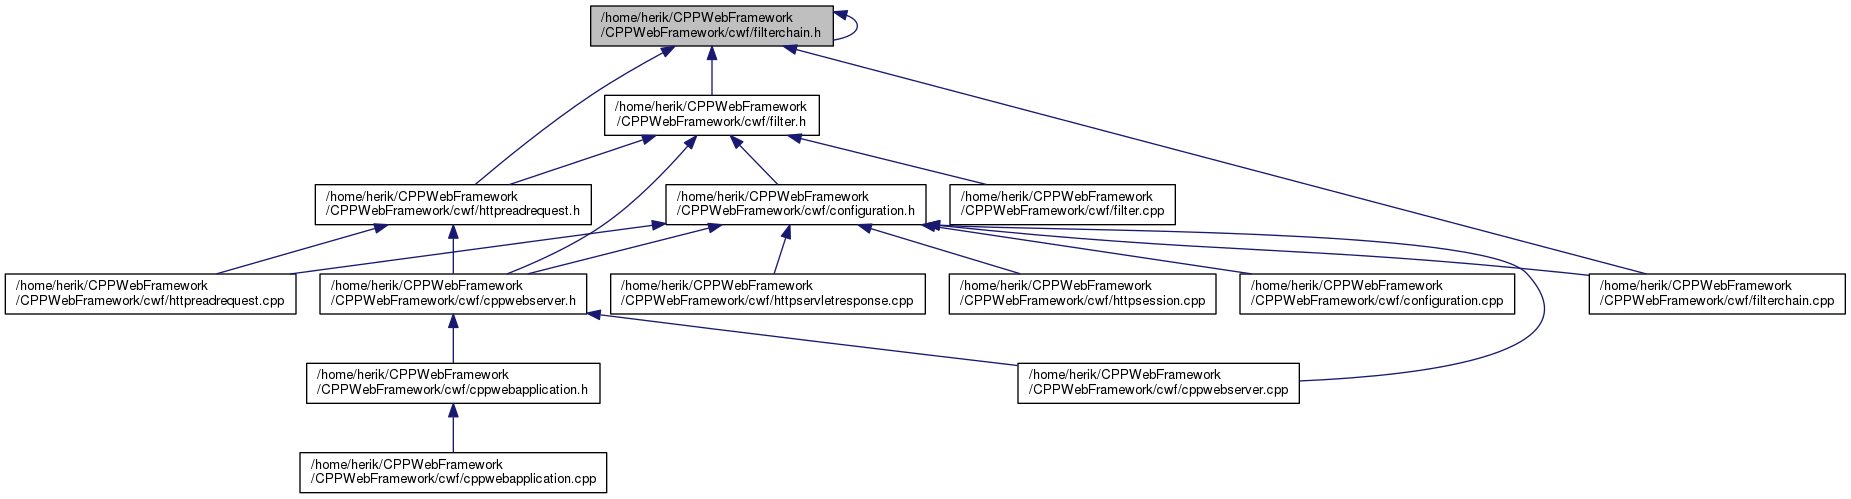 /home/herik/CPPWebFramework
/CPPWebFramework/cwf/filterchain.h
/home/herik/CPPWebFramework
/CPPWebFramework/cwf/filter.h
/home/herik/CPPWebFramework
/CPPWebFramework/cwf/httpreadrequest.h
/home/herik/CPPWebFramework
/CPPWebFramework/cwf/configuration.h
/home/herik/CPPWebFramework
/CPPWebFramework/cwf/filter.cpp
/home/herik/CPPWebFramework
/CPPWebFramework/cwf/httpreadrequest.cpp
/home/herik/CPPWebFramework
/CPPWebFramework/cwf/cppwebserver.h
/home/herik/CPPWebFramework
/CPPWebFramework/cwf/httpservletresponse.cpp
/home/herik/CPPWebFramework
/CPPWebFramework/cwf/httpsession.cpp
/home/herik/CPPWebFramework
/CPPWebFramework/cwf/configuration.cpp
/home/herik/CPPWebFramework
/CPPWebFramework/cwf/filterchain.cpp
/home/herik/CPPWebFramework
/CPPWebFramework/cwf/cppwebapplication.h
/home/herik/CPPWebFramework
/CPPWebFramework/cwf/cppwebserver.cpp
/home/herik/CPPWebFramework
/CPPWebFramework/cwf/cppwebapplication.cpp